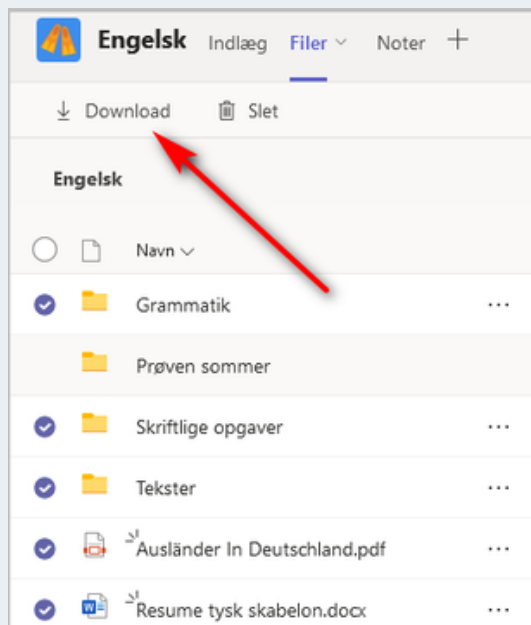 Engelsk Indlæg Filer Noter
Download Slet
Engelsk
Navn
Grammatik
Prøven sommer
Skriftlige opgaver
Tekster
Ausländer In Deutschland.pdf
Resume tysk skabelon.docx